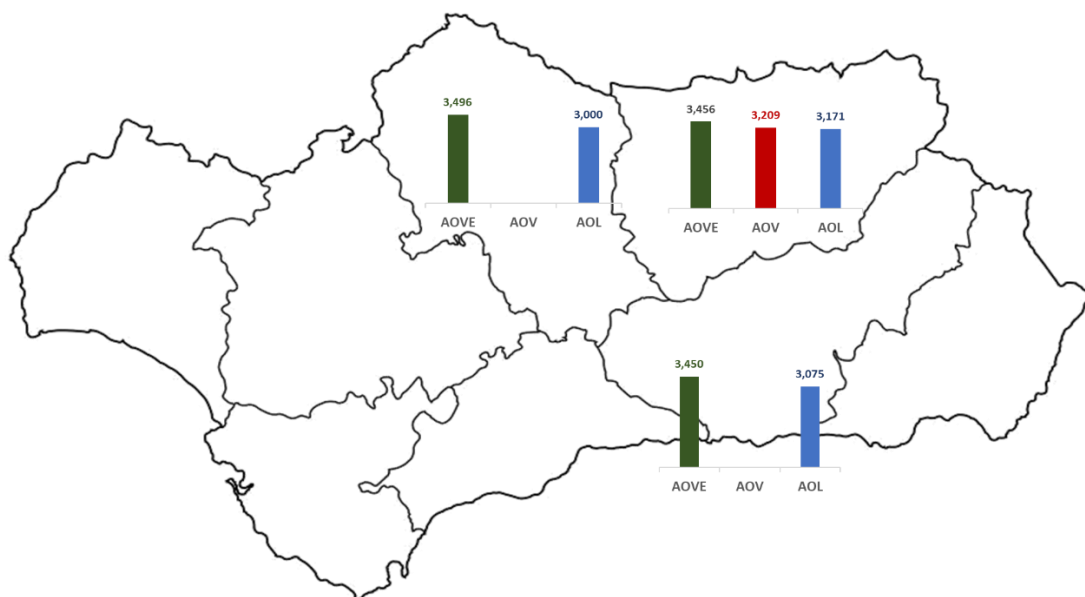 3,496
3,000
AOVE AOV AOL
3,456
3,209
3,171
AOVE AOV AOL
3,450
3,075
AOVE AOV AOL